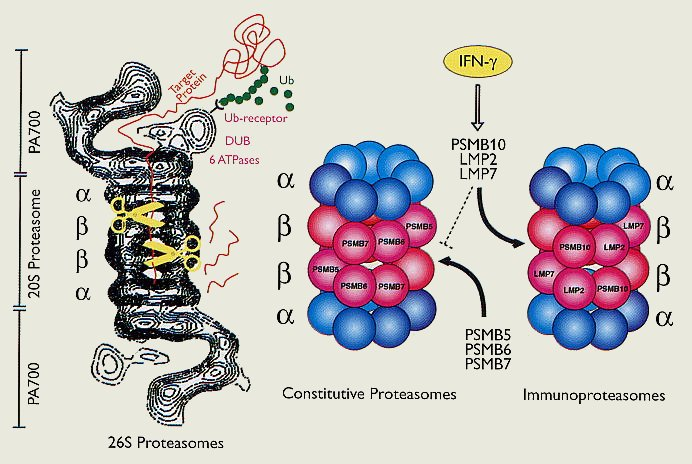 PA700
20S Proteasome
PA700
α
β
β
α
Target
Protein
Ub
Ub-receptor
DUB
6 ATPases
26S Proteasomes
IFN-γ
PSMB10
LMP2
LMP7
α
β
β
α
PSMB5
PSMB7
PSMB6
PSMB5
PSMB6
PSMB7
Constitutive Proteasomes
PSMB5
PSMB6
PSMB7
LMP7
PSMB10
LMP2
LMP7
LMP2
PSMB10
α
β
β
α
Immunoproteasomes